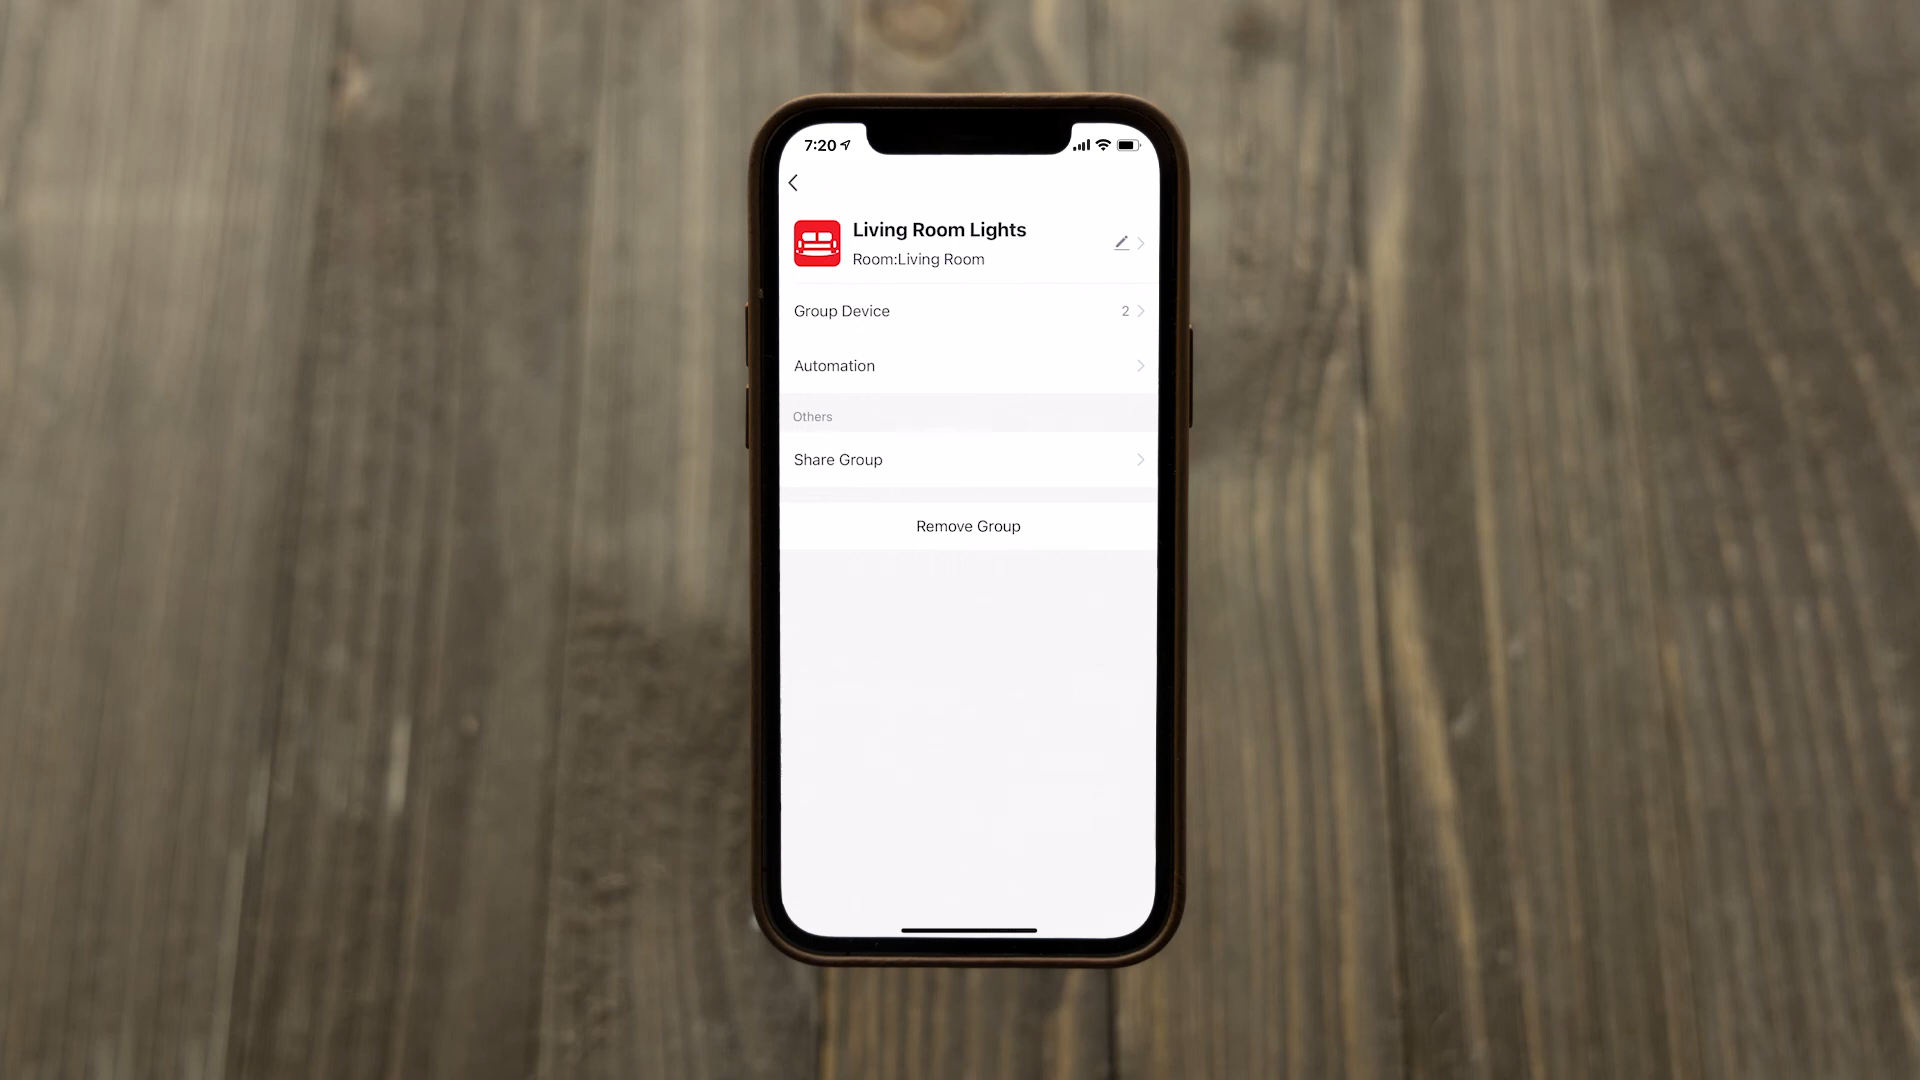 7:20
Living Room Lights
Room:Living Room
Group Device
2
Automation
Others
Share Group
Remove Group